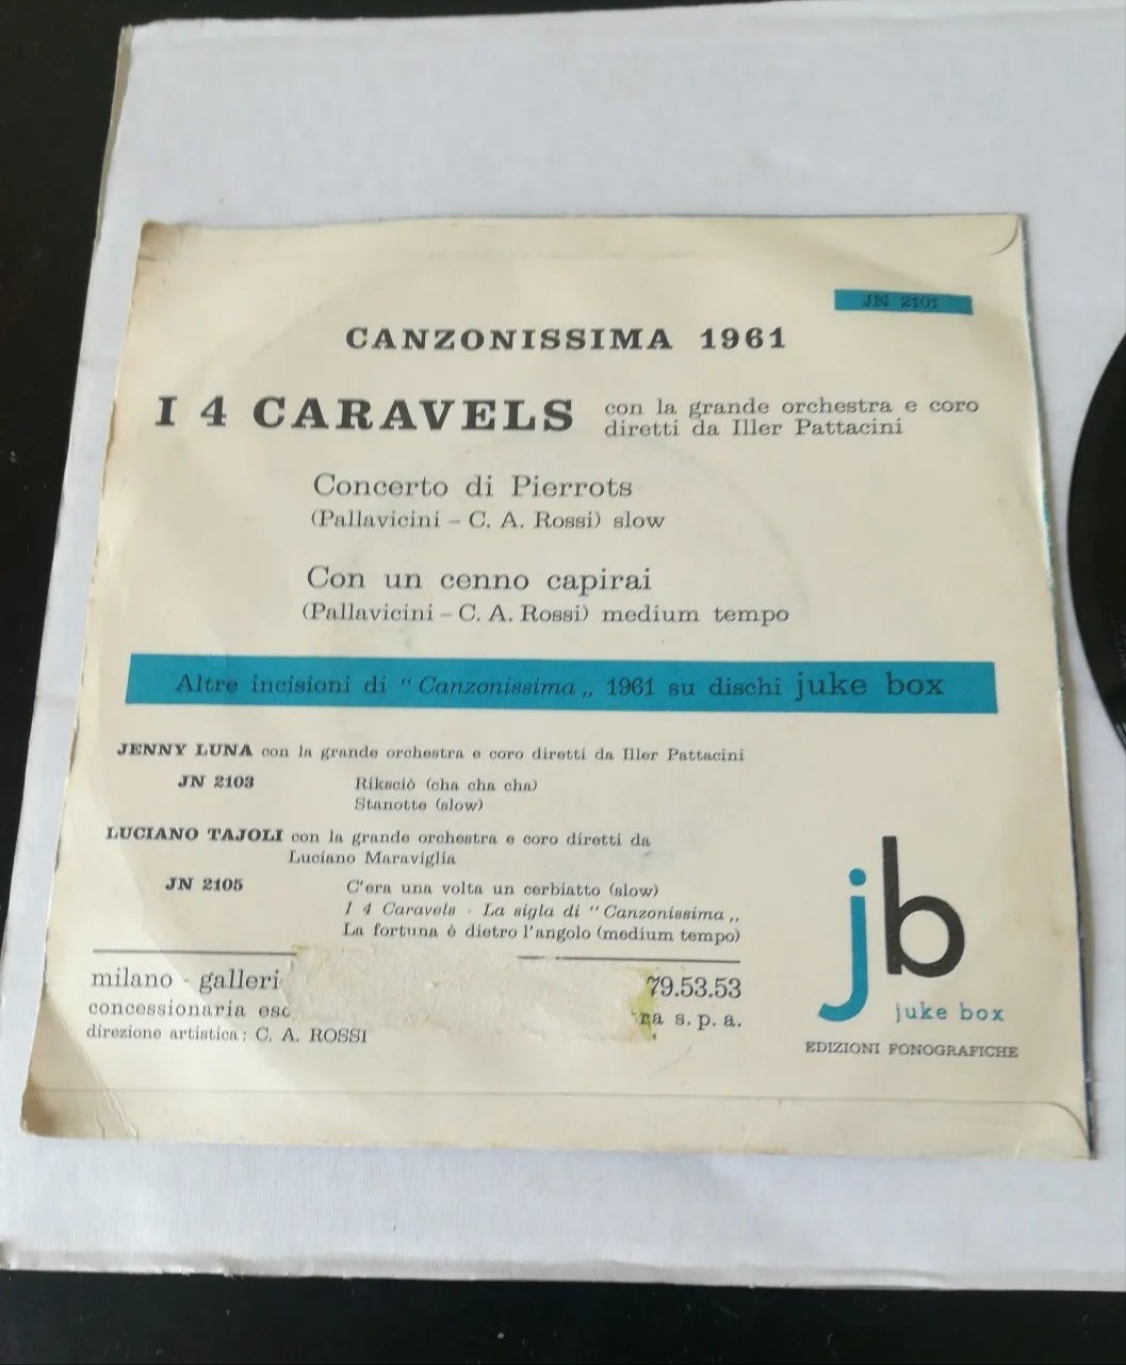 JN 2101
CANZONISSIMA 1961
I 4 CARAVELS con la grande orchestra e coro
diretti da Iller Pattacini
Concerto di Pierrots
(Pallavicini - C. A. Rossi) slow
Con un cenno capirai
(Pallavicini - C. A. Rossi) medium tempo
Altre incisioni di "Canzonissima„ 1961 su dischi juke box
JENNY LUNA con la grande orchestra e coro diretti da Iller Pattacini
JN 2103 Riksciò (cha cha cha)
Stanotte (slow)
LUCIANO TAJOLI con la grande orchestra e coro diretti da
Luciano Maraviglia
JN 2105 C'era una volta un cerbiatto (slow)
I 4 Caravels - La sigla di "Canzonissima„
La fortuna è dietro l'angolo (medium tempo)
milano - galleri 79.53.53
concessionaria esc ra s. p. a.
direzione artistica: C. A. ROSSI
jb
juke box
EDIZIONI FONOGRAFICHE